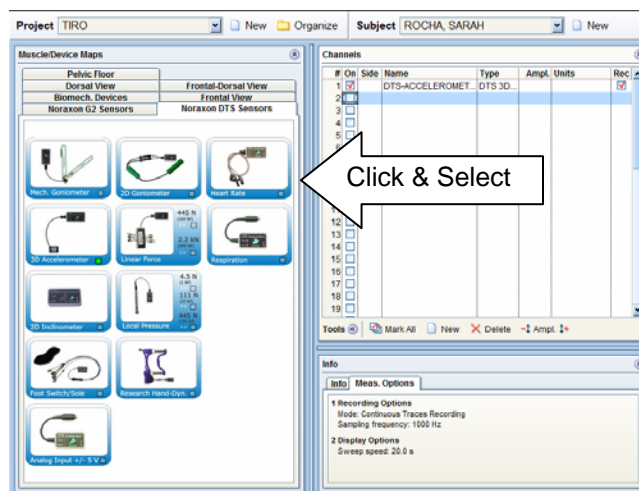 Project TIRO New Organize Subject ROCHA, SARAH New
Muscle/Device Maps
Pelvic Floor
Dorsal View Frontal-Dorsal View
Biomech. Devices Frontal View
Noraxon G2 Sensors Noraxon DTS Sensors
Mech. Goniometer 2D Goniometer Heart Rate
445 N
2.2 kN
3D Accelerometer Linear Force Respiration
4.5 N
111 N
445 N
2D Inclinometer Local Pressure
Foot Switch/Sole Research Hand-Dyn.
Analog Input +/- 5 V
Click & Select
Channels
# On Side Name Type Ampl. Units Rec
1 DTS-ACCELEROMET... DTS 3D...
2
3
4
5
12
13
14
15
16
17
18
19
Tools Mark All New Delete Ampl.
Info
Info Meas. Options
1 Recording Options
Mode: Continuous Traces Recording
Sampling frequency: 1000 Hz
2 Display Options
Sweep speed: 20.0 s